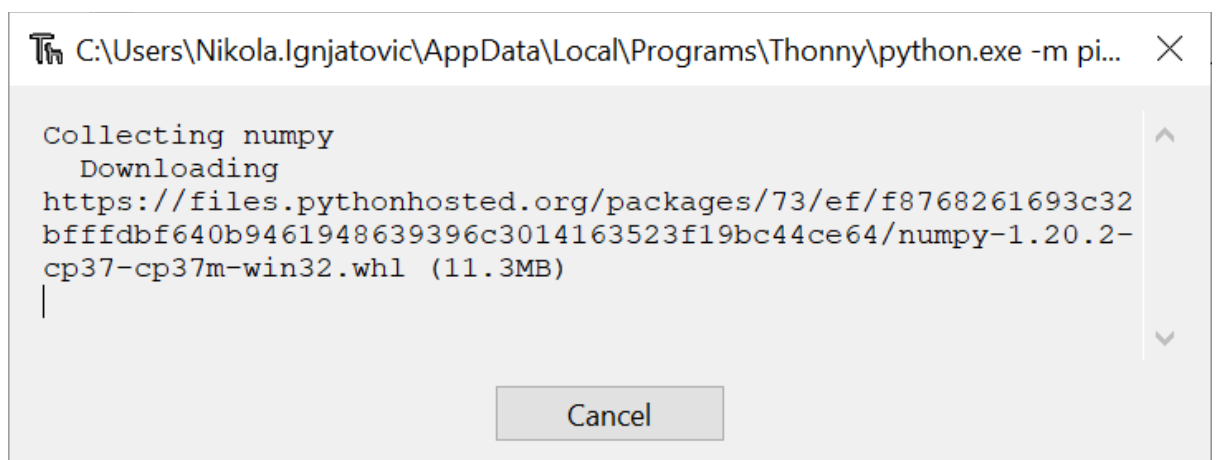 C:\Users\Nikola.Ignjatovic\AppData\Local\Programs\Thonny\python.exe -m pi...
Collecting numpy
Downloading
https://files.pythonhosted.org/packages/73/ef/f8768261693c32
bfffdbf640b9461948639396c3014163523f19bc44ce64/numpy-1.20.2-
cp37-cp37m-win32.whl (11.3MB)
Cancel